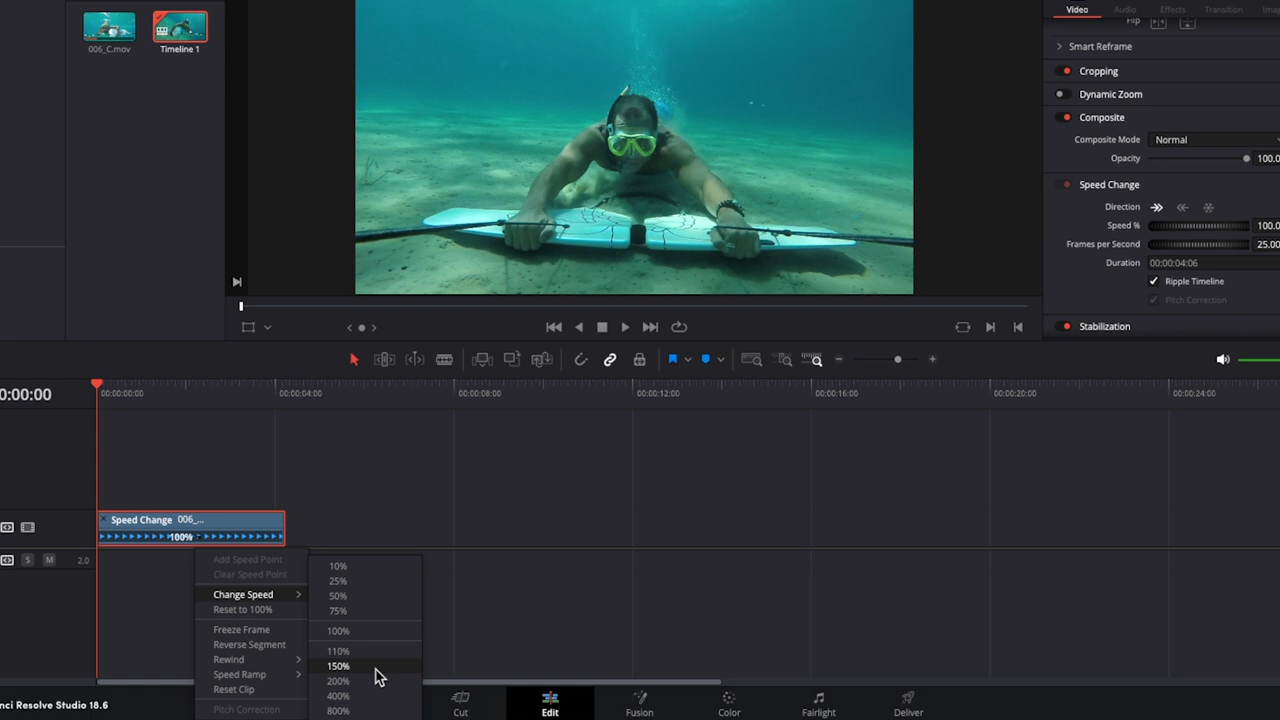 Video Audio Effects Transition
Flip
006_C.mov
Timeline 1
Smart Reframe
Cropping
Dynamic Zoom
Composite
Composite Mode Normal
Opacity 100.0
Speed Change
Direction
Speed % 100.0
Frames per Second 25.00
Duration 00:00:04:06
Ripple Timeline
Pitch Correction
Stabilization
0:00:00
00:00:00:00 00:00:04:00 00:00:08:00 00:00:12:00 00:00:16:00 00:00:20:00 00:00:24:00
Speed Change 006_...
100%
S M 2.0
Add Speed Point
Clear Speed Point
Change Speed
Reset to 100%
Freeze Frame
Reverse Segment
Rewind
Speed Ramp
Reset Clip
Pitch Correction
10%
25%
50%
75%
100%
110%
150%
200%
400%
800%
nci Resolve Studio 18.6
Cut Edit Fusion Color Fairlight Deliver